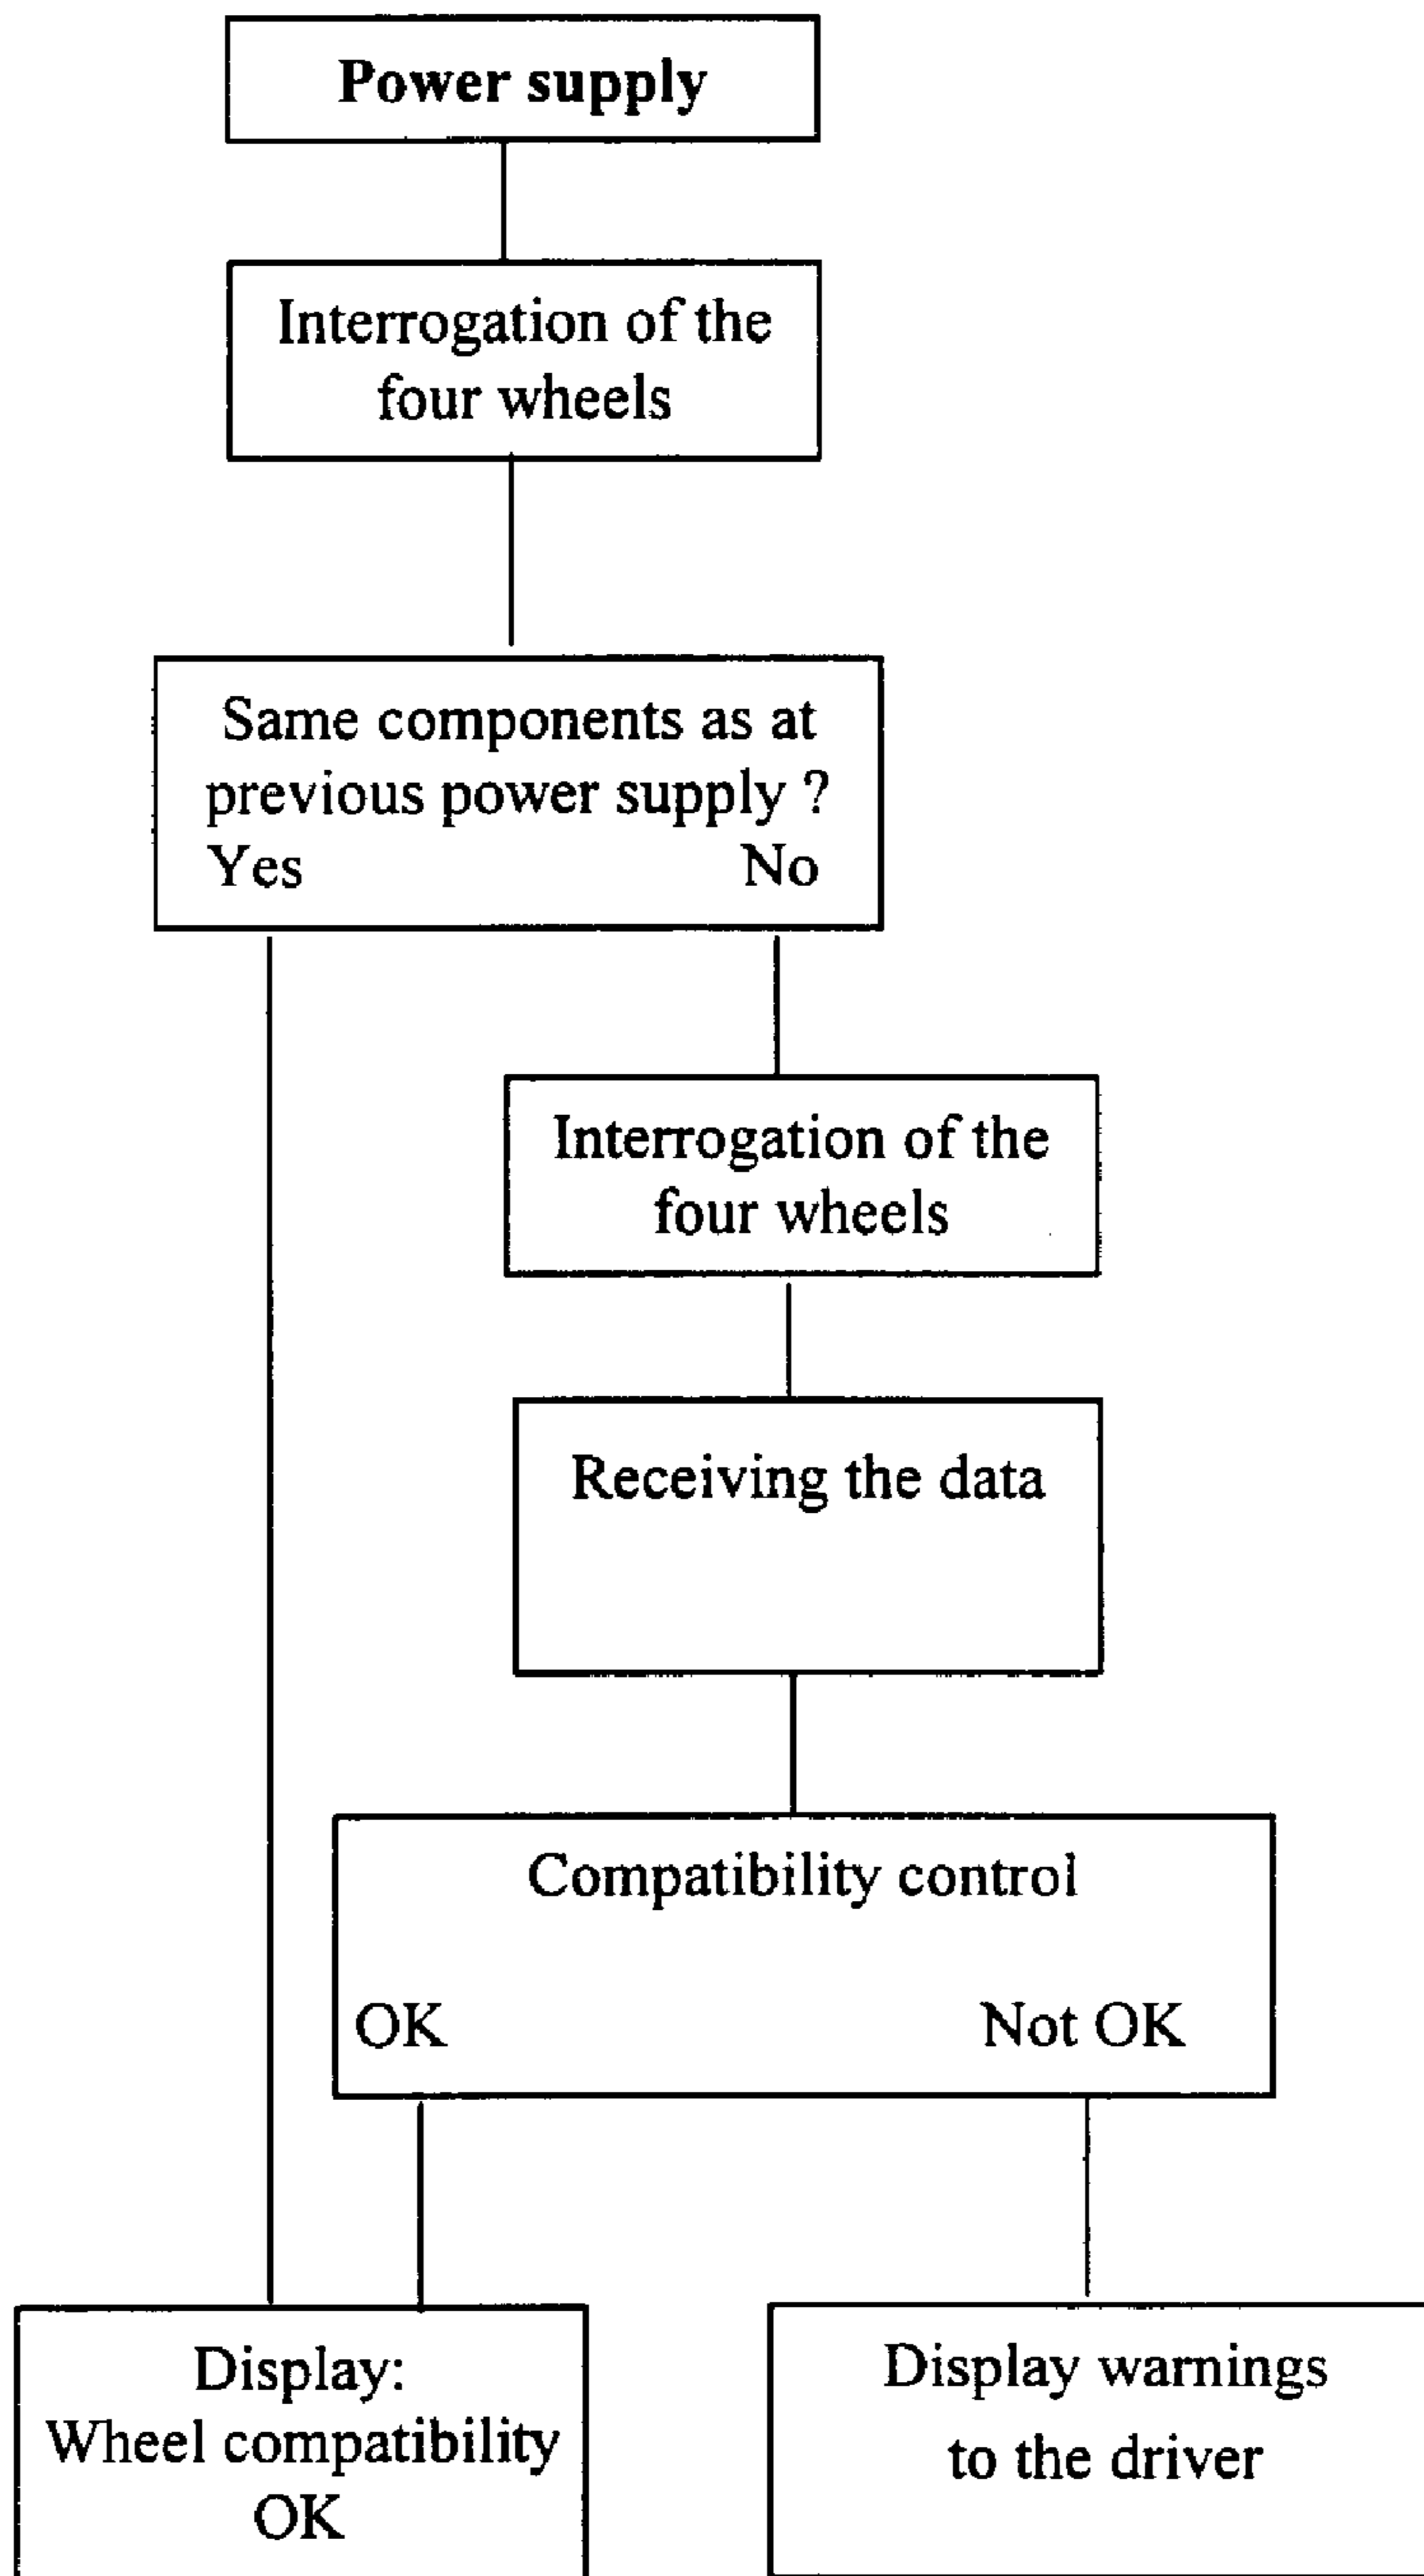 Power supply
Interrogation of the
four wheels
Same components as at
previous power supply ?
Yes No
Interrogation of the
four wheels
Receiving the data
Compatibility control
OK Not OK
Display:
Wheel compatibility
OK
Display warnings
to the driver